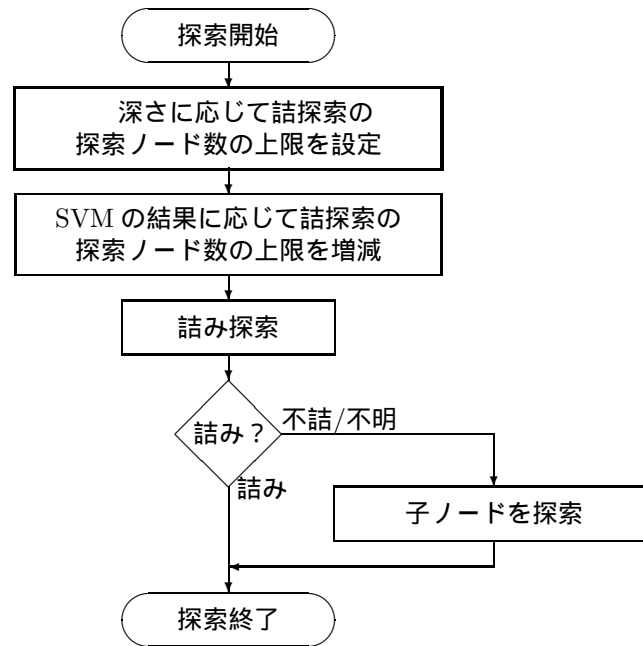 探索開始
深さに応じて詰探索の
探索ノード数の上限を設定
SVM の結果に応じて詰探索の
探索ノード数の上限を増減
詰み探索
詰み？
不詰/不明
詰み
子ノードを探索
探索終了